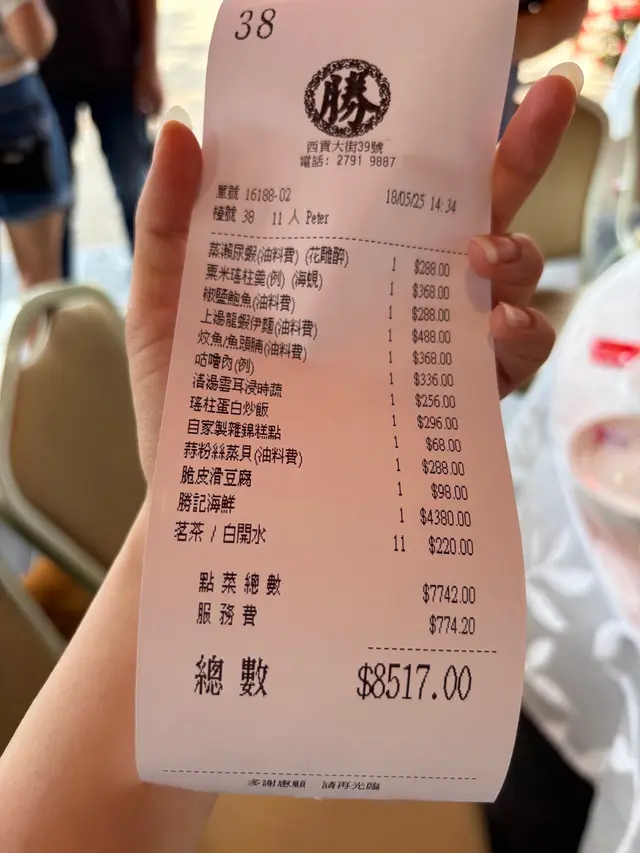 38
勝
西貢大街39號
電話: 2791 9887
單號 16188-02 18/05/25 14:34
檯號 38 11 人 Peter
蒸瀨尿蝦(油料費) (花雕醉) 1 $288.00
粟米瑤柱羹(例) (海蜆) 1 $368.00
椒鹽鮑魚(油料費) 1 $288.00
上湯龍蝦伊麵(油料費) 1 $488.00
炆魚/魚頭腩(油料費) 1 $368.00
咕嚕肉(例) 1 $336.00
清湯雲耳浸時蔬 1 $256.00
瑤柱蛋白炒飯 1 $296.00
自家製雜錦糕點 1 $68.00
蒜粉絲蒸貝(油料費) 1 $288.00
脆皮滑豆腐 1 $98.00
勝記海鮮 1 $4380.00
茗茶 / 白開水 11 $220.00
點菜總數 $7742.00
服務費 $774.20
總數 $8517.00
多謝惠顧 請再光臨